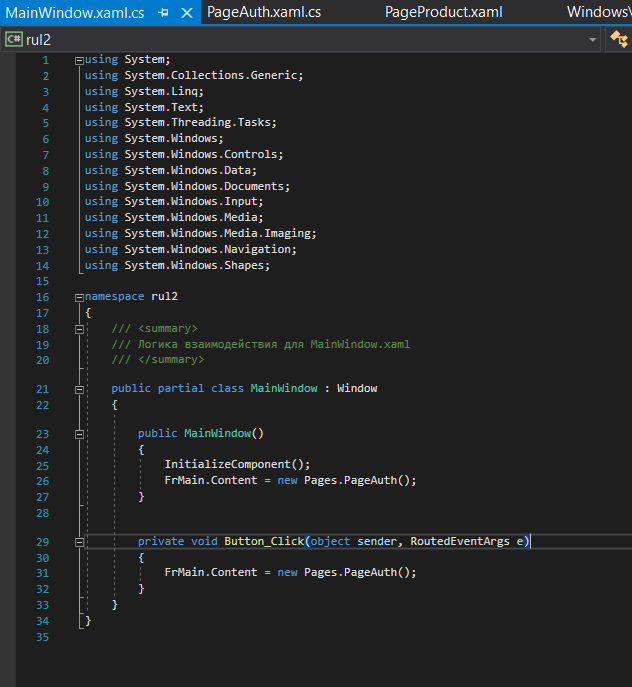 MainWindow.xaml.cs PageAuth.xaml.cs PageProduct.xaml Windows
C# rul2
1 using System;
2 using System.Collections.Generic;
3 using System.Linq;
4 using System.Text;
5 using System.Threading.Tasks;
6 using System.Windows;
7 using System.Windows.Controls;
8 using System.Windows.Data;
9 using System.Windows.Documents;
10 using System.Windows.Input;
11 using System.Windows.Media;
12 using System.Windows.Media.Imaging;
13 using System.Windows.Navigation;
14 using System.Windows.Shapes;
15
16 namespace rul2
17 {
18 /// <summary>
19 /// Логика взаимодействия для MainWindow.xaml
20 /// </summary>
21 public partial class MainWindow : Window
22 {
23 public MainWindow()
24 {
25 InitializeComponent();
26 FrMain.Content = new Pages.PageAuth();
27 }
28
29 private void Button_Click(object sender, RoutedEventArgs e)
30 {
31 FrMain.Content = new Pages.PageAuth();
32 }
33 }
34 }
35